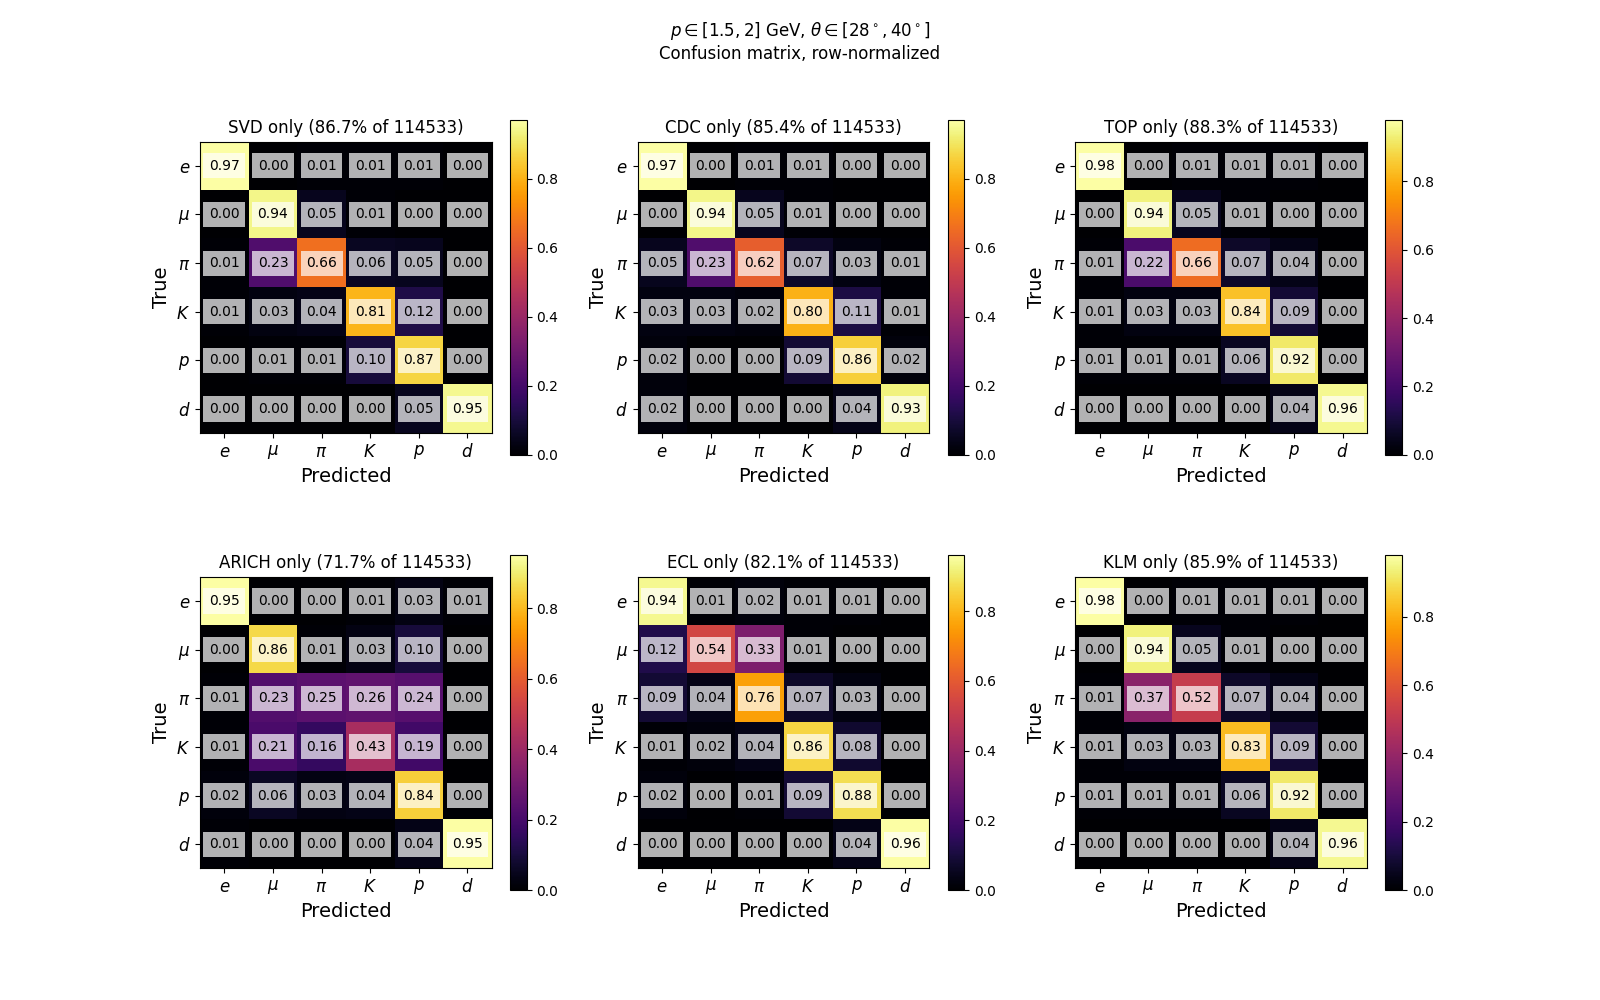 p ∈ [1.5, 2] GeV, θ ∈ [28°, 40°]
Confusion matrix, row-normalized
SVD only (86.7% of 114533)
e 0.97 0.00 0.01 0.01 0.01 0.00
μ 0.00 0.94 0.05 0.01 0.00 0.00
π 0.01 0.23 0.66 0.06 0.05 0.00
K 0.01 0.03 0.04 0.81 0.12 0.00
p 0.00 0.01 0.01 0.10 0.87 0.00
d 0.00 0.00 0.00 0.00 0.05 0.95
e μ π K p d
True
Predicted
0.8
0.6
0.4
0.2
0.0
CDC only (85.4% of 114533)
e 0.97 0.00 0.01 0.01 0.00 0.00
μ 0.00 0.94 0.05 0.01 0.00 0.00
π 0.05 0.23 0.62 0.07 0.03 0.01
K 0.03 0.03 0.02 0.80 0.11 0.01
p 0.02 0.00 0.00 0.09 0.86 0.02
d 0.02 0.00 0.00 0.00 0.04 0.93
e μ π K p d
True
Predicted
0.8
0.6
0.4
0.2
0.0
TOP only (88.3% of 114533)
e 0.98 0.00 0.01 0.01 0.01 0.00
μ 0.00 0.94 0.05 0.01 0.00 0.00
π 0.01 0.22 0.66 0.07 0.04 0.00
K 0.01 0.03 0.03 0.84 0.09 0.00
p 0.01 0.01 0.01 0.06 0.92 0.00
d 0.00 0.00 0.00 0.00 0.04 0.96
e μ π K p d
True
Predicted
0.8
0.6
0.4
0.2
0.0
ARICH only (71.7% of 114533)
e 0.95 0.00 0.00 0.01 0.03 0.01
μ 0.00 0.86 0.01 0.03 0.10 0.00
π 0.01 0.23 0.25 0.26 0.24 0.00
K 0.01 0.21 0.16 0.43 0.19 0.00
p 0.02 0.06 0.03 0.04 0.84 0.00
d 0.01 0.00 0.00 0.00 0.04 0.95
e μ π K p d
True
Predicted
0.8
0.6
0.4
0.2
0.0
ECL only (82.1% of 114533)
e 0.94 0.01 0.02 0.01 0.01 0.00
μ 0.12 0.54 0.33 0.01 0.00 0.00
π 0.09 0.04 0.76 0.07 0.03 0.00
K 0.01 0.02 0.04 0.86 0.08 0.00
p 0.02 0.00 0.01 0.09 0.88 0.00
d 0.00 0.00 0.00 0.00 0.04 0.96
e μ π K p d
True
Predicted
0.8
0.6
0.4
0.2
0.0
KLM only (85.9% of 114533)
e 0.98 0.00 0.01 0.01 0.01 0.00
μ 0.00 0.94 0.05 0.01 0.00 0.00
π 0.01 0.37 0.52 0.07 0.04 0.00
K 0.01 0.03 0.03 0.83 0.09 0.00
p 0.01 0.01 0.01 0.06 0.92 0.00
d 0.00 0.00 0.00 0.00 0.04 0.96
e μ π K p d
True
Predicted
0.8
0.6
0.4
0.2
0.0